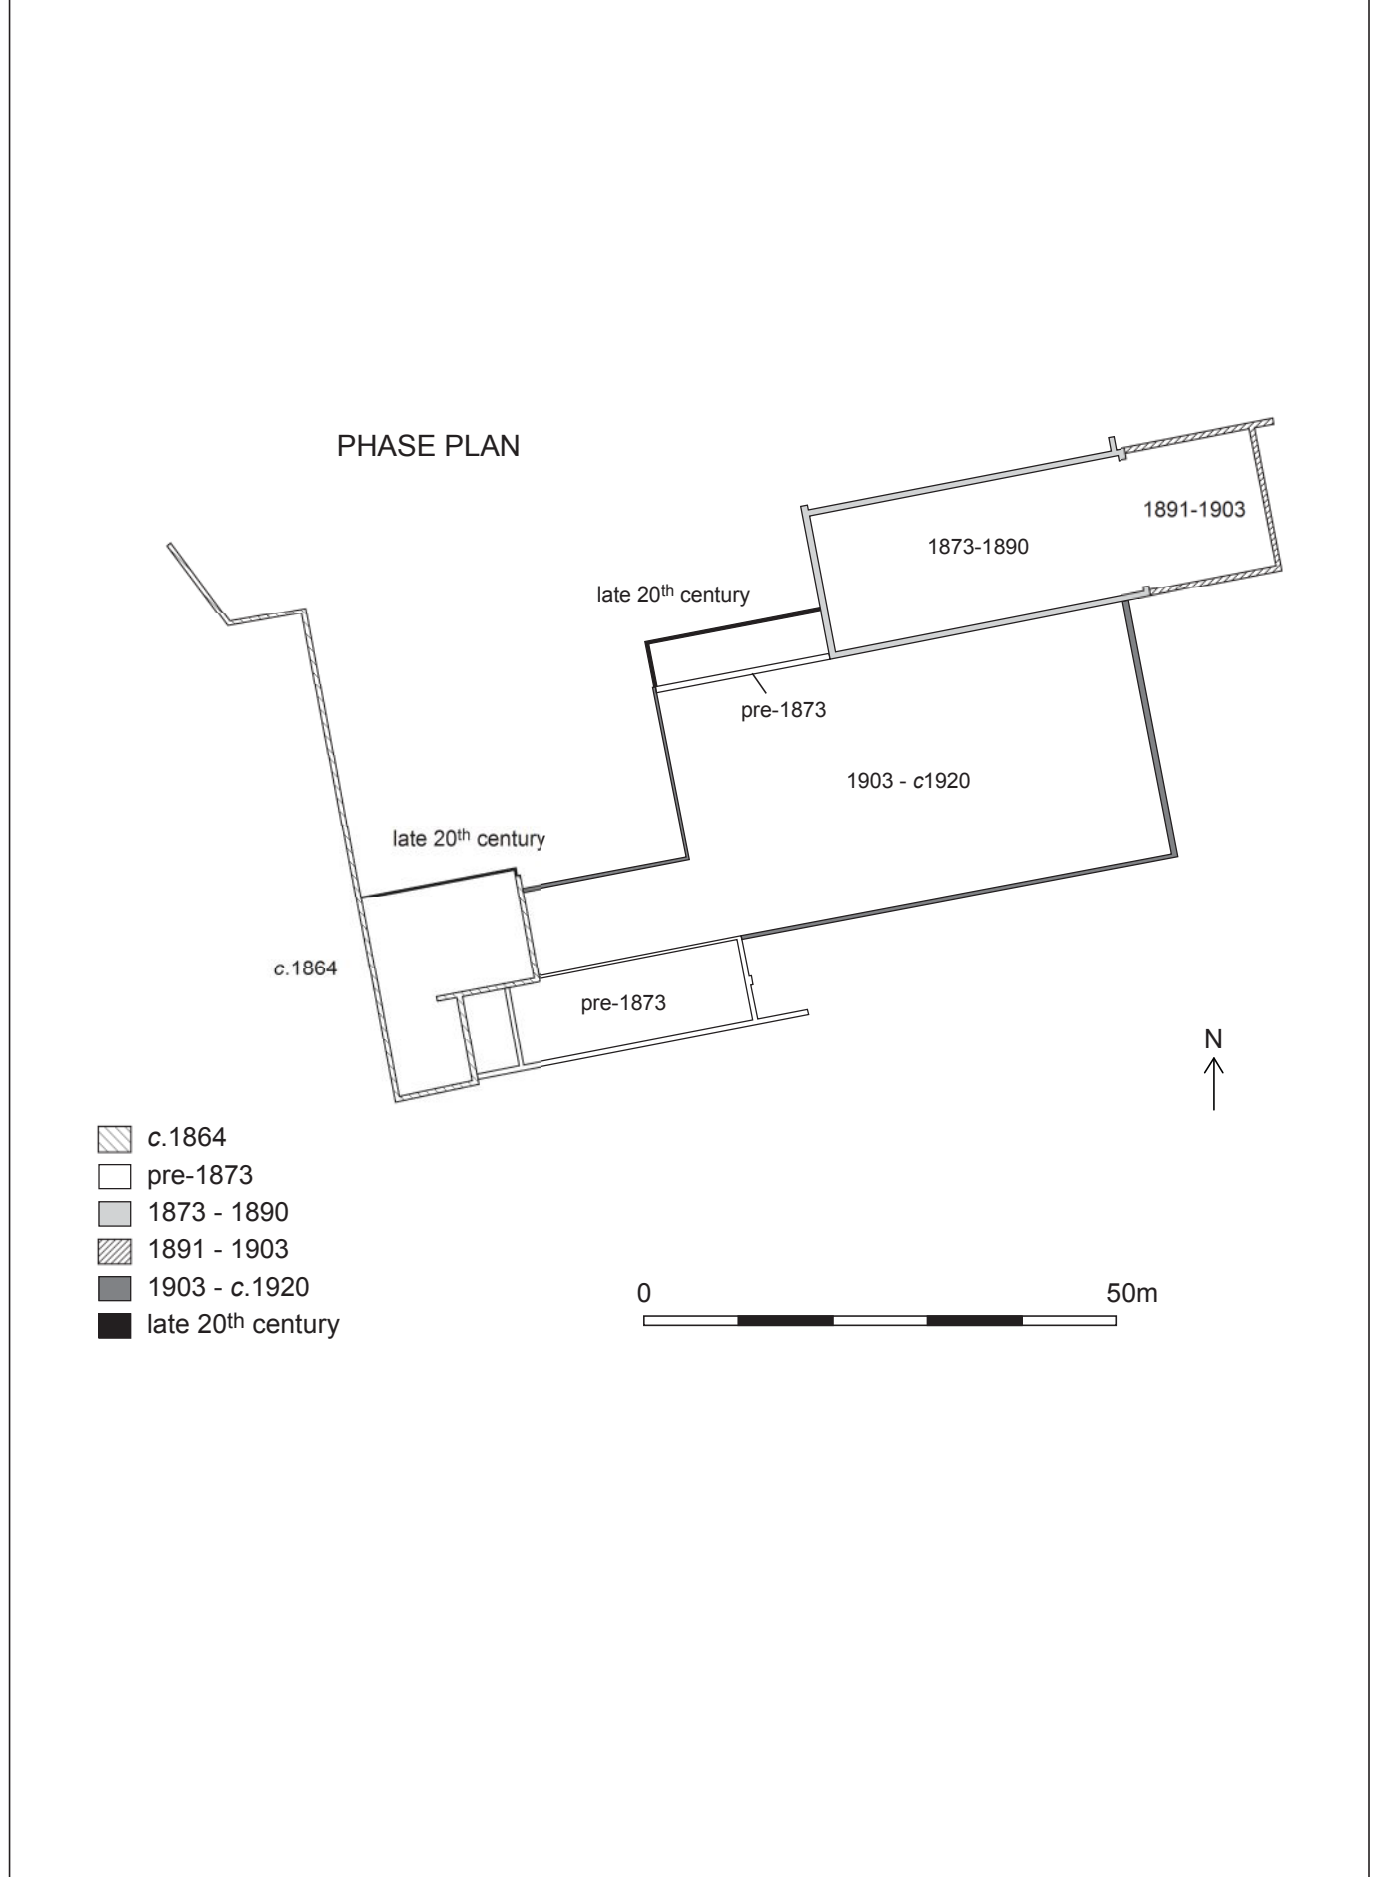 PHASE PLAN
1891-1903
1873-1890
late 20th century
pre-1873
1903 - c1920
late 20th century
c.1864
pre-1873
N
c.1864
pre-1873
1873 - 1890
1891 - 1903
1903 - c.1920
late 20th century
0 50m